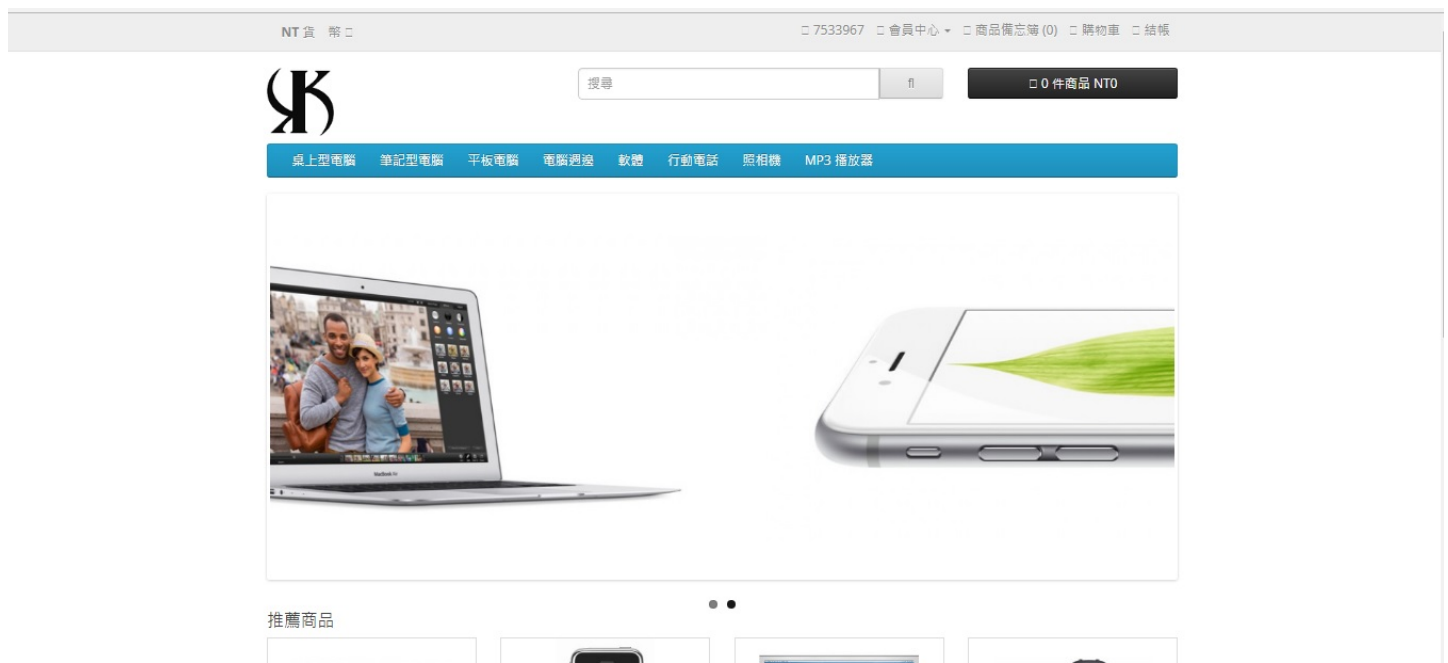 NT 貨 幣
7533967 會員中心 商品備忘簿 (0) 購物車 結帳
搜尋
0 件商品 NT0
桌上型電腦 筆記型電腦 平板電腦 電腦週邊 軟體 行動電話 照相機 MP3 播放器
MacBook Air
推薦商品